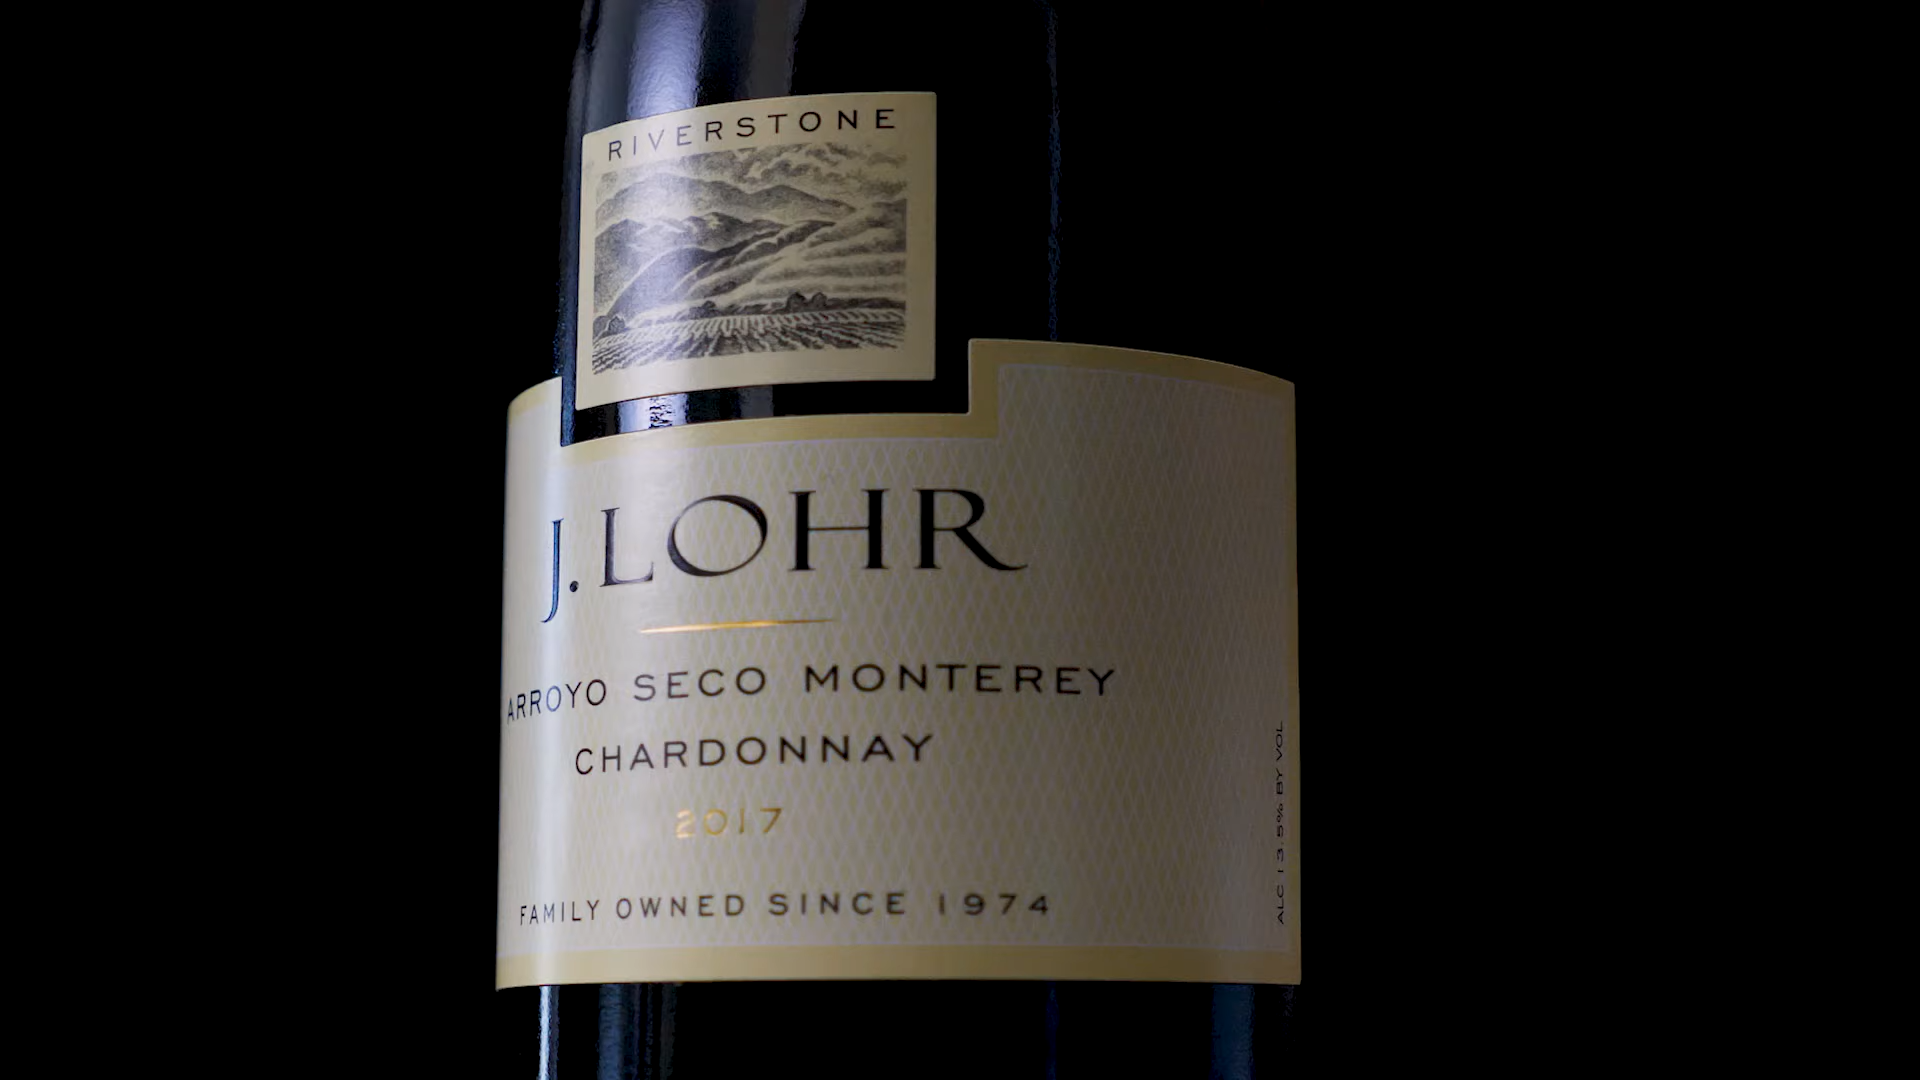 RIVERSTONE
J. LOHR
ARROYO SECO MONTEREY
CHARDONNAY
2017
FAMILY OWNED SINCE 1974
ALC 13.5% BY VOL